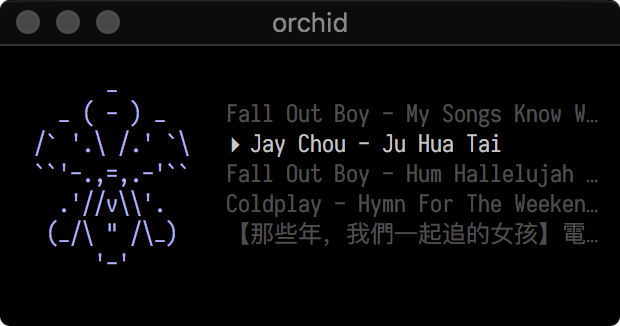 orchid
Fall Out Boy - My Songs Know W…
▸ Jay Chou - Ju Hua Tai
Fall Out Boy - Hum Hallelujah …
Coldplay - Hymn For The Weeken…
【那些年，我們一起追的女孩】電…